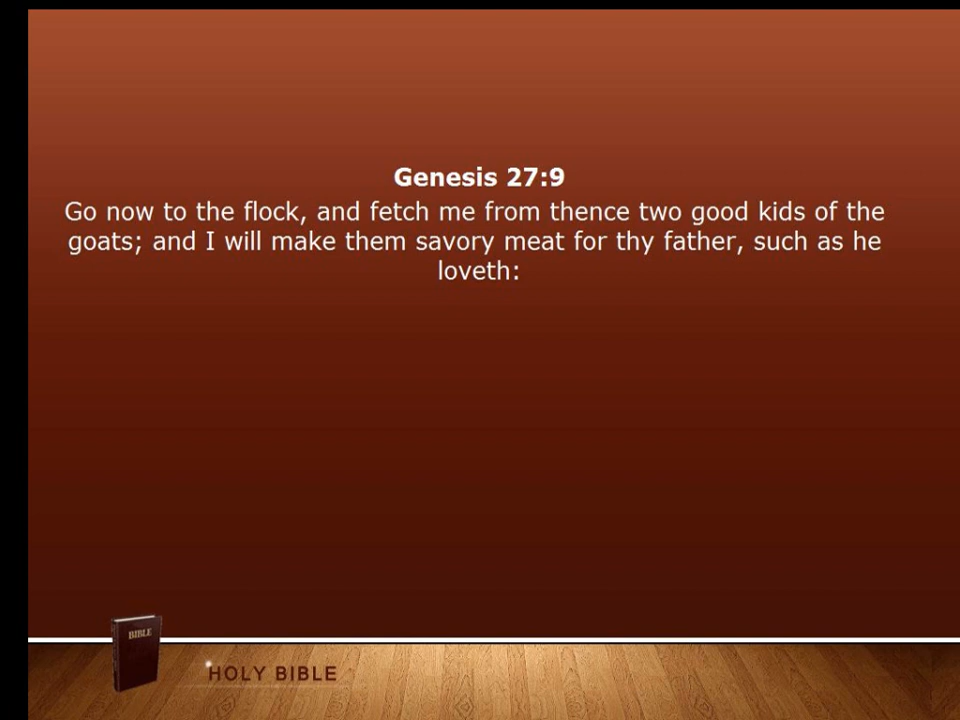 Genesis 27:9
Go now to the flock, and fetch me from thence two good kids of the
goats; and I will make them savory meat for thy father, such as he
loveth:
BIBLE
HOLY BIBLE